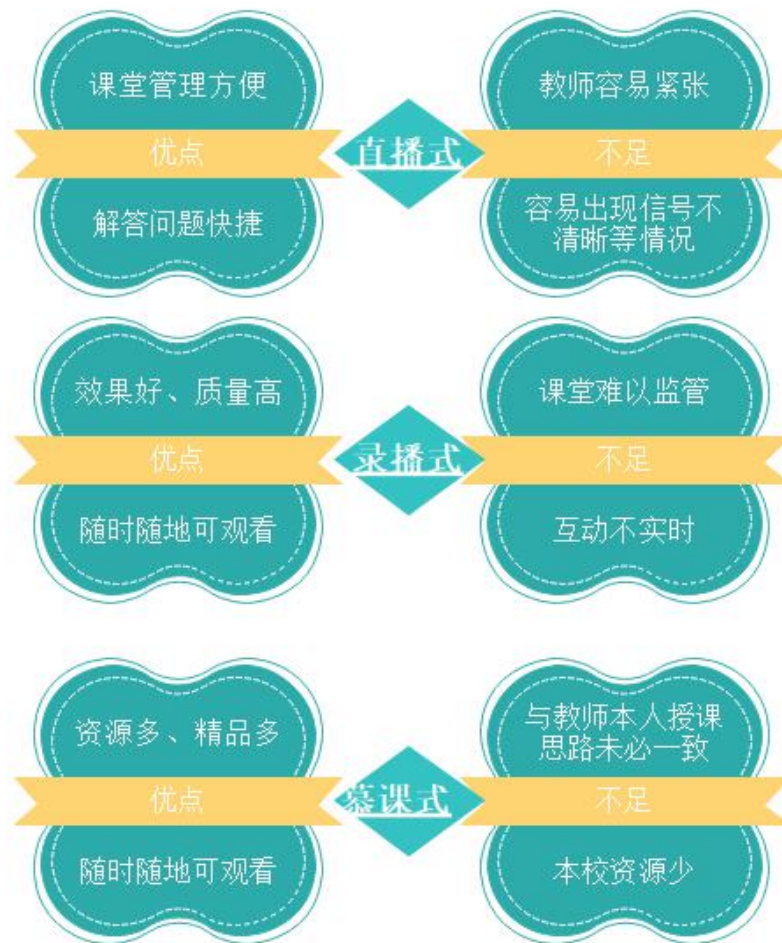 课堂管理方便
优点
解答问题快捷
直播式
教师容易紧张
不足
容易出现信号不
清晰等情况
效果好、质量高
优点
随时随地可观看
录播式
课堂难以监管
不足
互动不实时
资源多、精品多
优点
随时随地可观看
慕课式
与教师本人授课
思路未必一致
不足
本校资源少